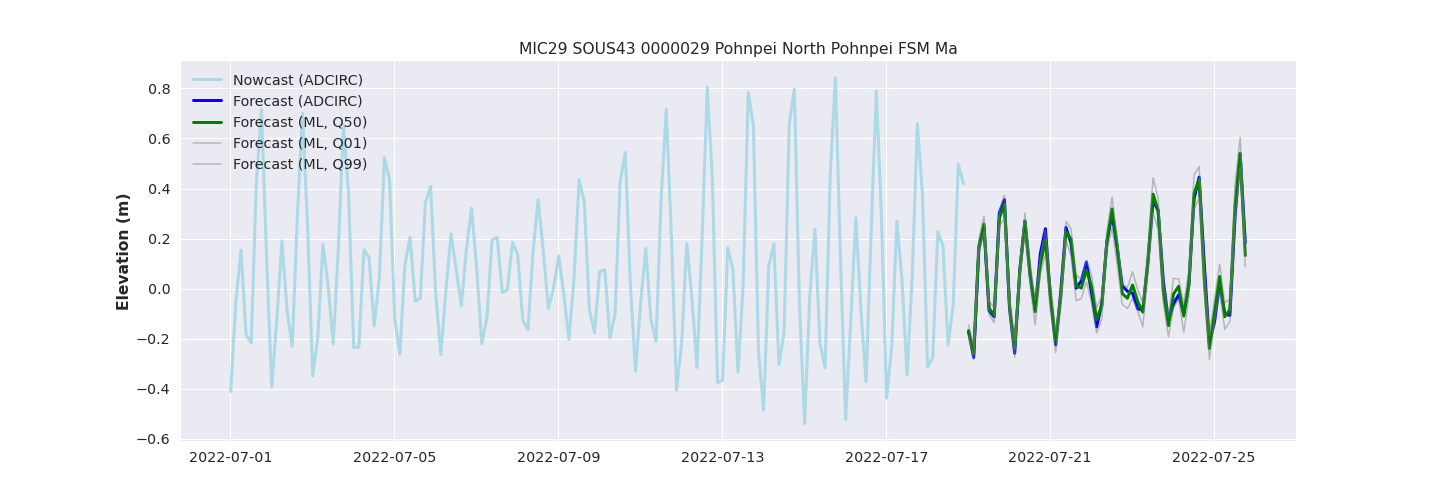 MIC29 SOUS43 0000029 Pohnpei North Pohnpei FSM Ma
Nowcast (ADCIRC)
Forecast (ADCIRC)
Forecast (ML, Q50)
Forecast (ML, Q01)
Forecast (ML, Q99)
Elevation (m)
0.8
0.6
0.4
0.2
0.0
−0.2
−0.4
−0.6
2022-07-01 2022-07-05 2022-07-09 2022-07-13 2022-07-17 2022-07-21 2022-07-25